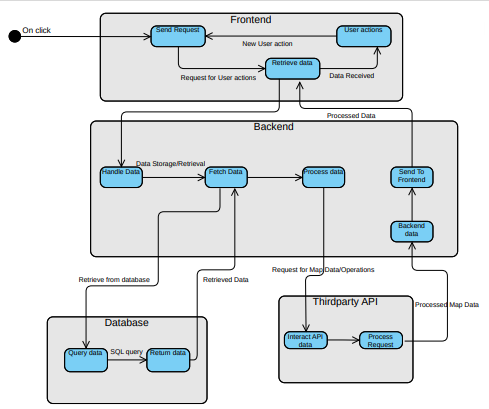 Frontend
On click
Send Request
User actions
New User action
Retrieve data
Request for User actions
Data Received
Processed Data
Backend
Data Storage/Retrieval
Handle Data
Fetch Data
Process data
Send To
Frontend
Backend
data
Retrieve from database
Retrieved Data
Request for Map Data/Operations
Processed Map Data
Thirdparty API
Database
Interact API
data
Process
Request
Query data
SQL query
Return data